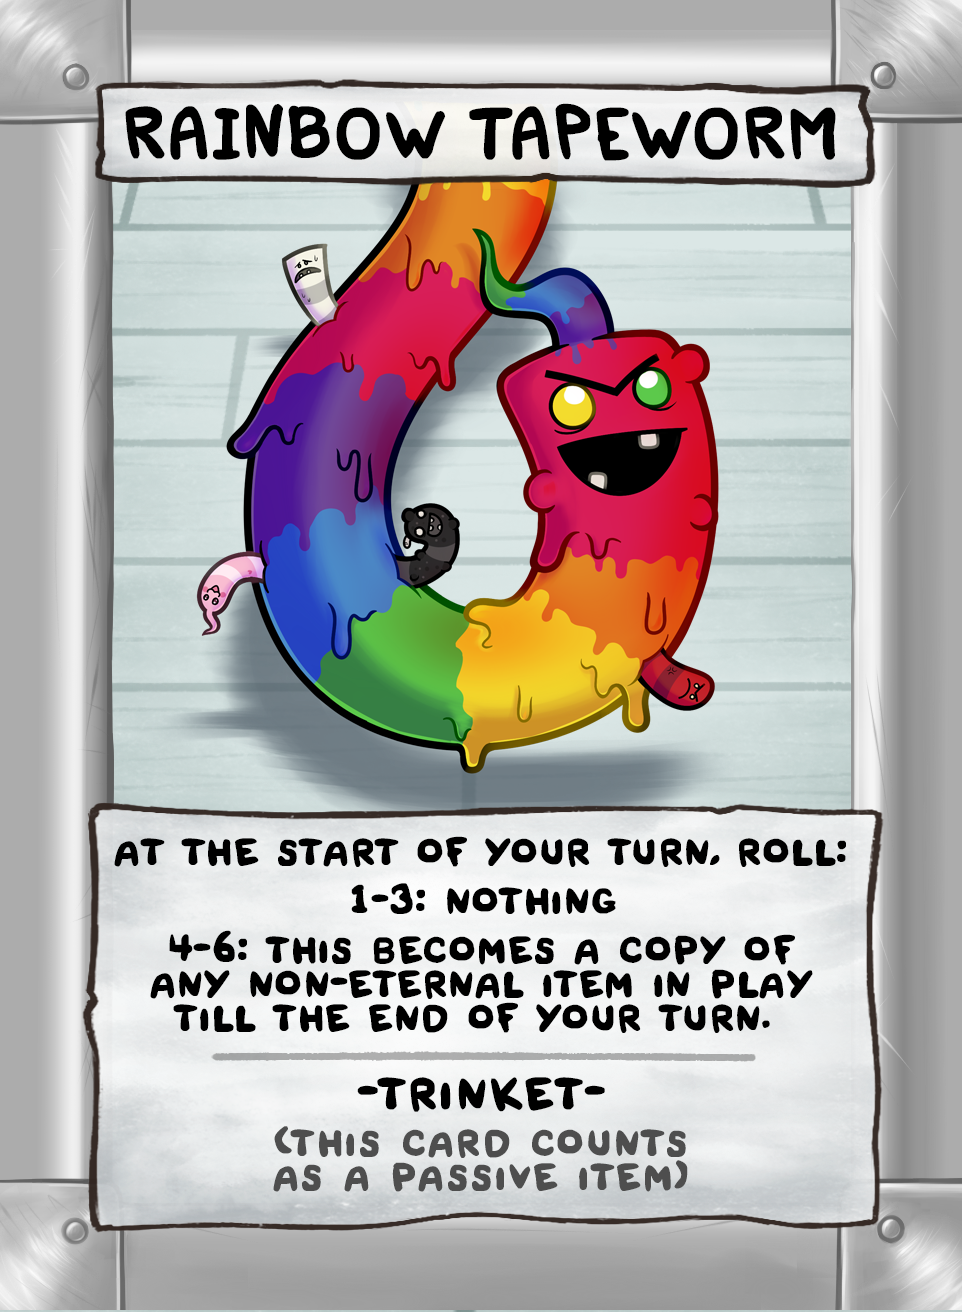 RAINBOW TAPEWORM
AT THE START OF YOUR TURN, ROLL:
1-3: NOTHING
4-6: THIS BECOMES A COPY OF
ANY NON-ETERNAL ITEM IN PLAY
TILL THE END OF YOUR TURN.
-TRINKET-
(THIS CARD COUNTS
AS A PASSIVE ITEM)